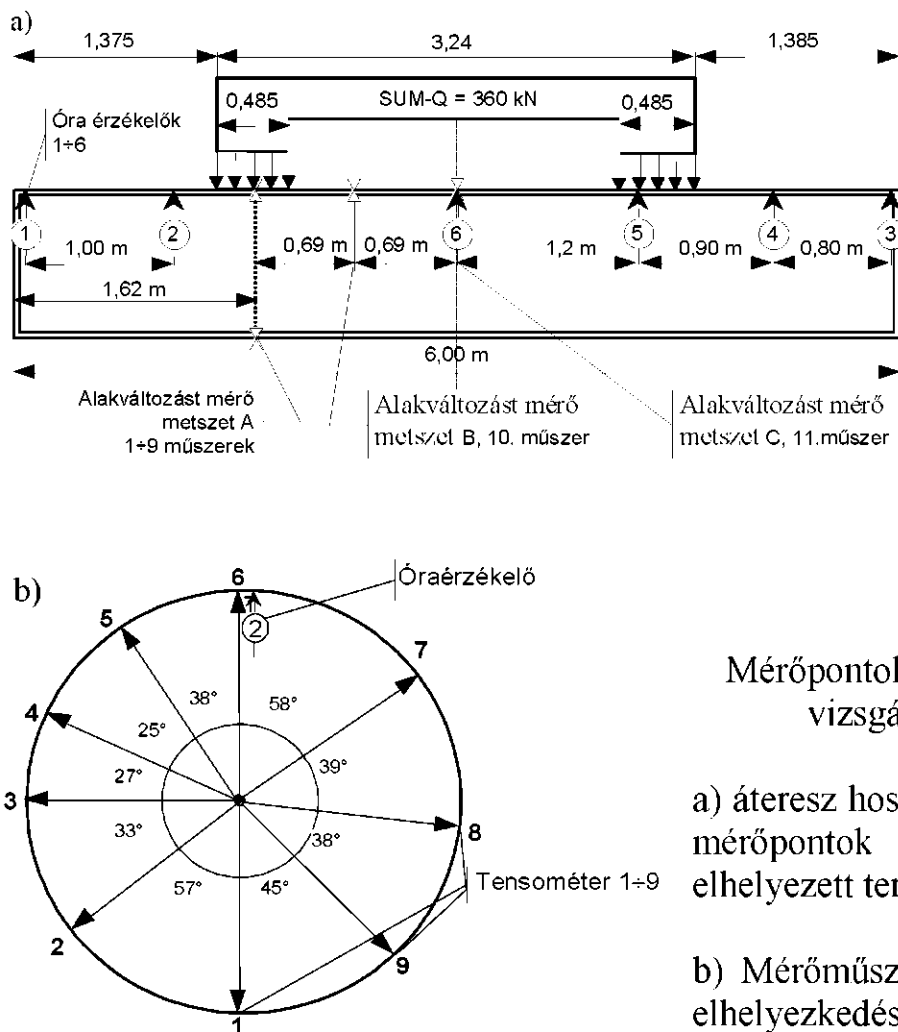 a)
1,375
3,24
1,385
0,485
SUM-Q = 360 kN
0,485
Óra érzékelők
1÷6
1
2
6
5
4
3
1,00 m
0,69 m
0,69 m
1,2 m
0,90 m
0,80 m
1,62 m
6,00 m
Alakváltozást mérő
metszet A
1÷9 műszerek
Alakváltozást mérő
metszet B, 10. műszer
Alakváltozást mérő
metszet C, 11.műszer
b)
Óraérzékelő
6
2
5
7
4
3
8
2
9
1
38°
58°
25°
39°
27°
33°
38°
57°
45°
Tensométer 1÷9
Mérőpontok
vizsgá
a) áteresz hos
mérőpontok
elhelyezett ter
b) Mérőműsz
elhelyezkedés